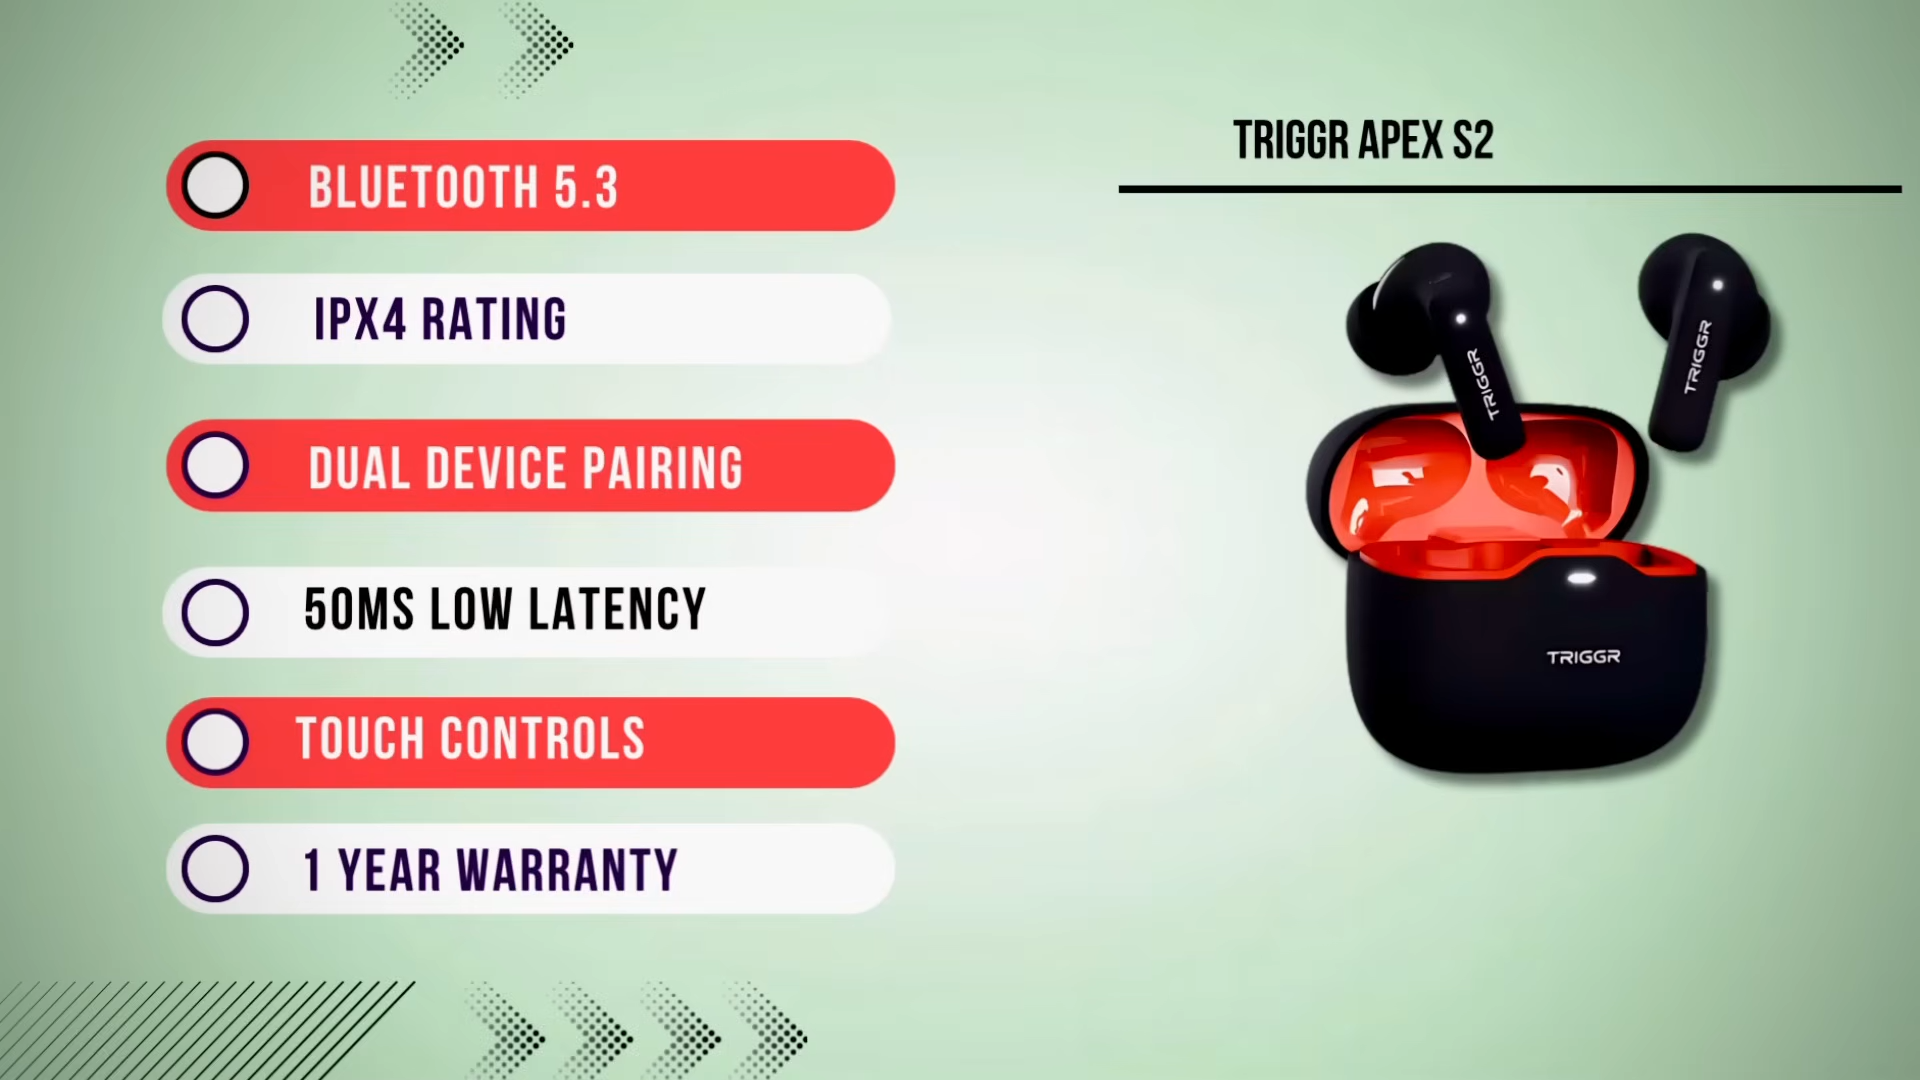 BLUETOOTH 5.3
IPX4 RATING
DUAL DEVICE PAIRING
50MS LOW LATENCY
TOUCH CONTROLS
1 YEAR WARRANTY
TRIGGR APEX S2
TRIGGR
TRIGGR
TRIGGR